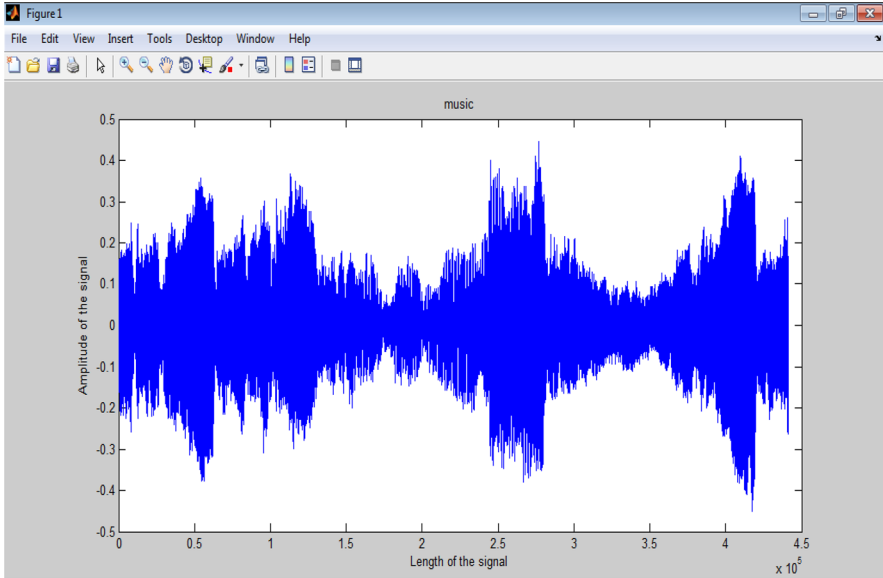 Figure 1
File Edit View Insert Tools Desktop Window Help
music
0.5
0.4
0.3
0.2
0.1
0
-0.1
-0.2
-0.3
-0.4
-0.5
Amplitude of the signal
0 0.5 1 1.5 2 2.5 3 3.5 4 4.5
Length of the signal
x 10^5